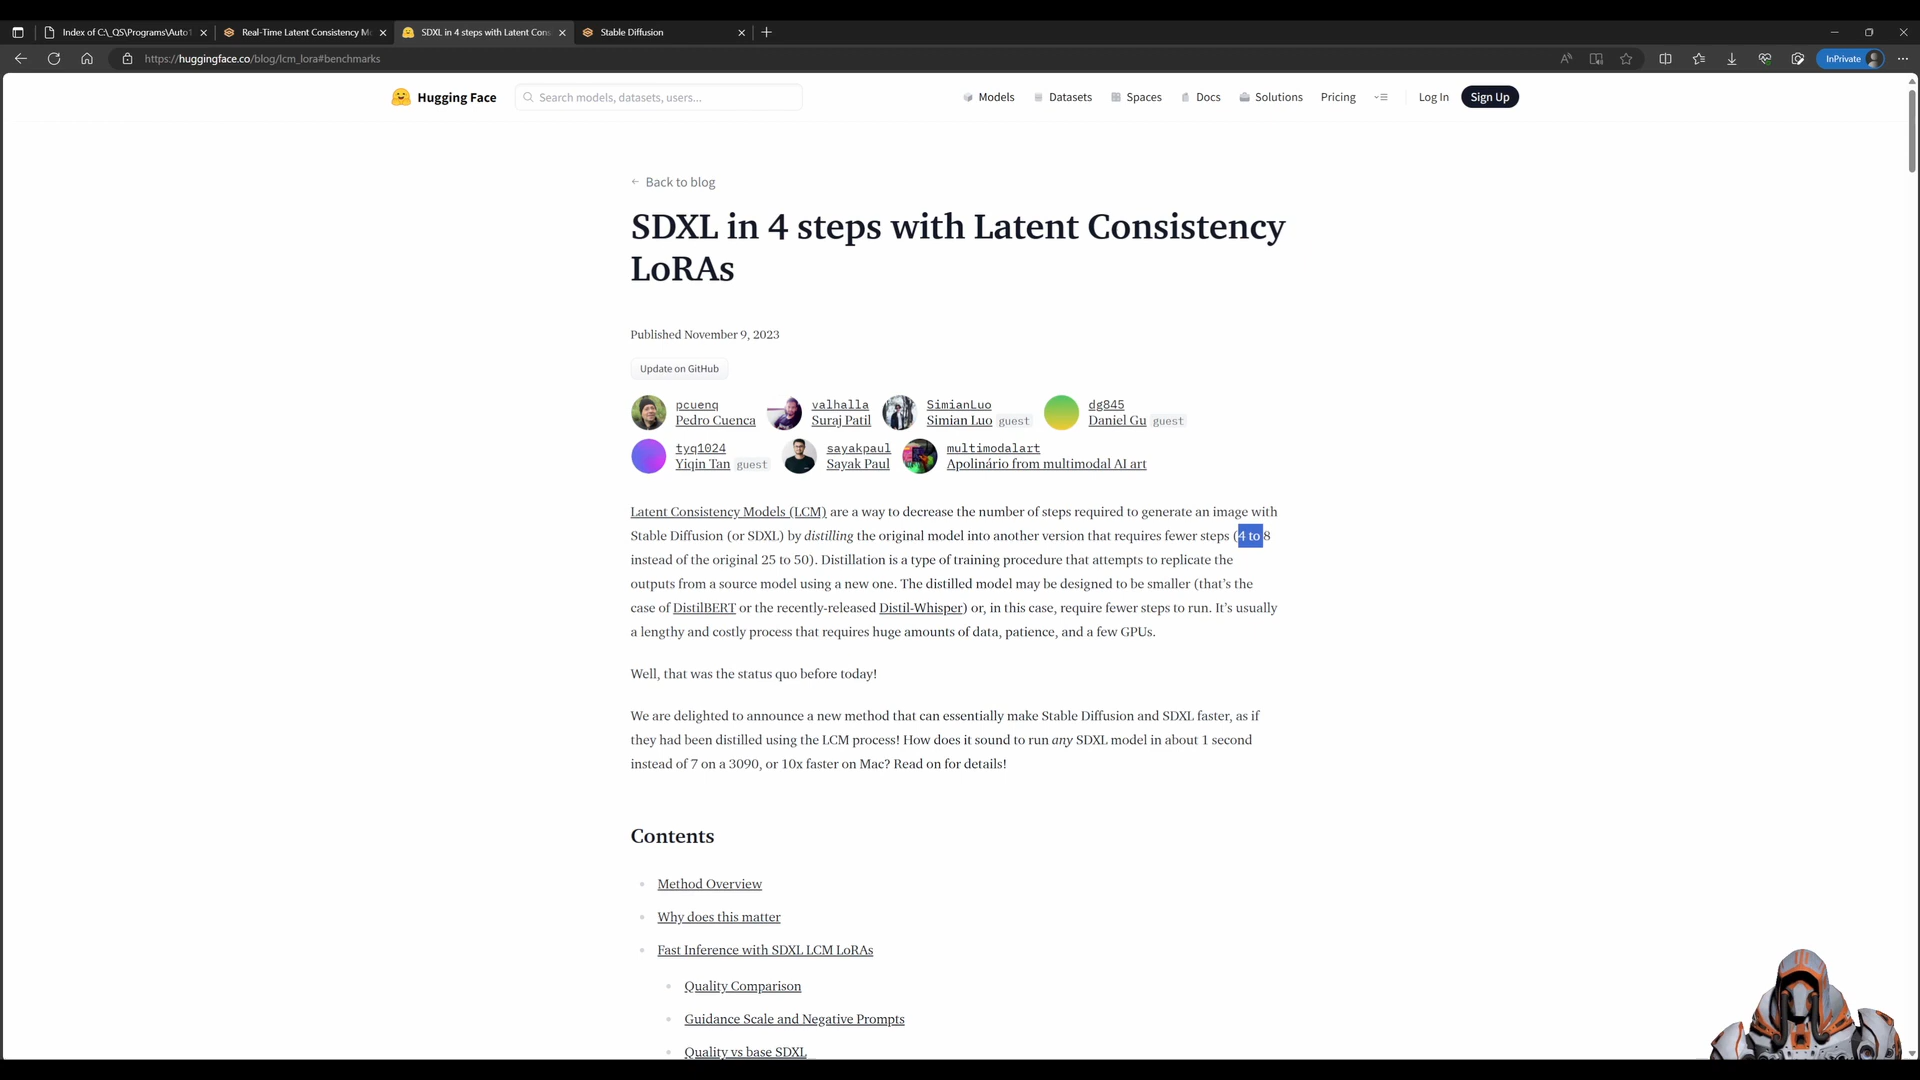 Index of C:\_QS\Programs\Auto1
Real-Time Latent Consistency M
SDXL in 4 steps with Latent Cons
Stable Diffusion
https://huggingface.co/blog/lcm_lora#benchmarks
InPrivate
Hugging Face
Search models, datasets, users...
Models
Datasets
Spaces
Docs
Solutions
Pricing
Log In
Sign Up
← Back to blog
SDXL in 4 steps with Latent Consistency
LoRAs
Published November 9, 2023
Update on GitHub
pcuenq
Pedro Cuenca
valhalla
Suraj Patil
SimianLuo
Simian Luo guest
dg845
Daniel Gu guest
tyq1024
Yiqin Tan guest
sayakpaul
Sayak Paul
multimodalart
Apolinário from multimodal AI art
Latent Consistency Models (LCM) are a way to decrease the number of steps required to generate an image with
Stable Diffusion (or SDXL) by distilling the original model into another version that requires fewer steps (4 to 8
instead of the original 25 to 50). Distillation is a type of training procedure that attempts to replicate the
outputs from a source model using a new one. The distilled model may be designed to be smaller (that's the
case of DistilBERT or the recently-released Distil-Whisper) or, in this case, require fewer steps to run. It's usually
a lengthy and costly process that requires huge amounts of data, patience, and a few GPUs.
Well, that was the status quo before today!
We are delighted to announce a new method that can essentially make Stable Diffusion and SDXL faster, as if
they had been distilled using the LCM process! How does it sound to run any SDXL model in about 1 second
instead of 7 on a 3090, or 10x faster on Mac? Read on for details!
Contents
Method Overview
Why does this matter
Fast Inference with SDXL LCM LoRAs
Quality Comparison
Guidance Scale and Negative Prompts
Quality vs base SDXL